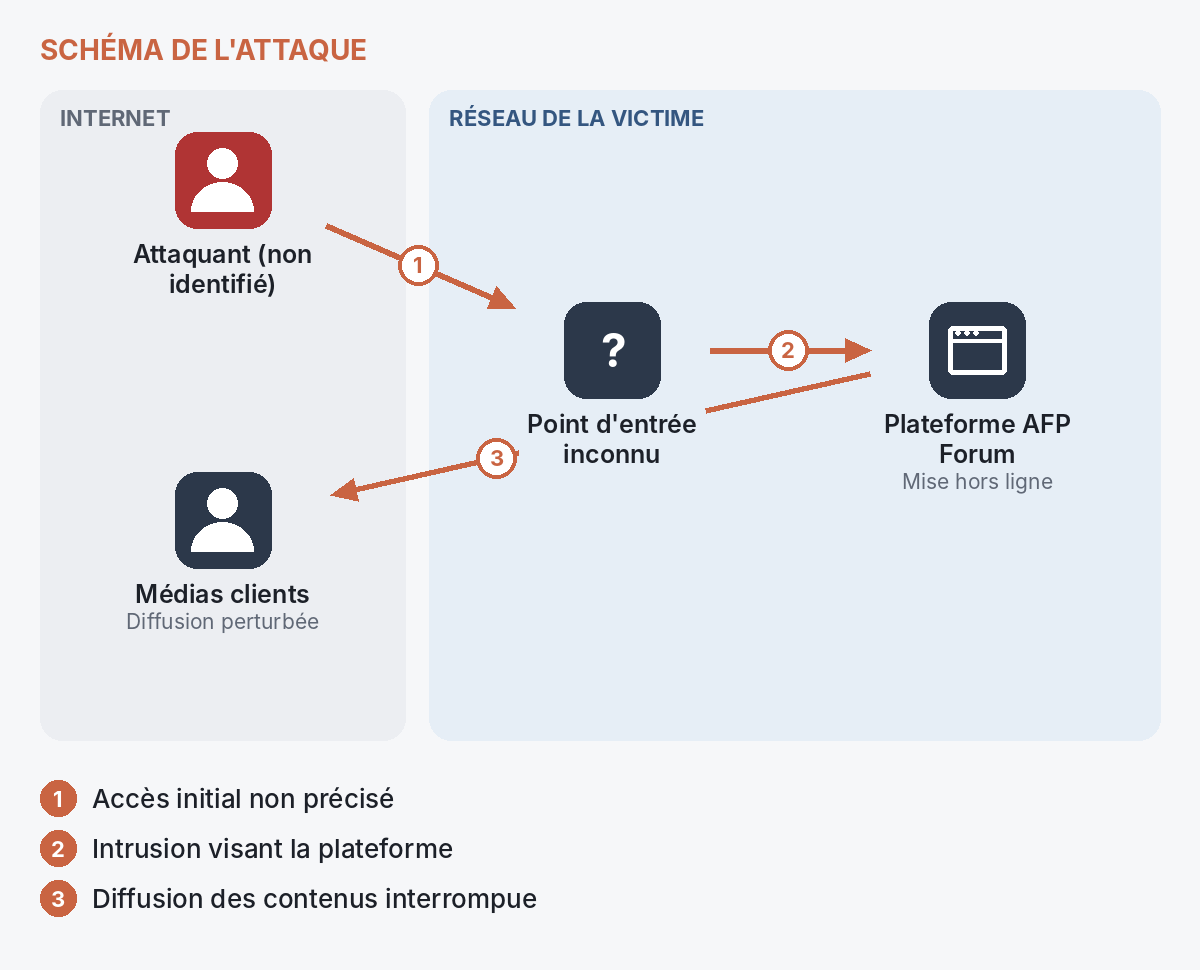 SCHÉMA DE L'ATTAQUE
INTERNET
RÉSEAU DE LA VICTIME
Attaquant (non
identifié)
1
?
2
Point d'entrée
inconnu
Plateforme AFP
Forum
Mise hors ligne
3
Médias clients
Diffusion perturbée
1 Accès initial non précisé
2 Intrusion visant la plateforme
3 Diffusion des contenus interrompue